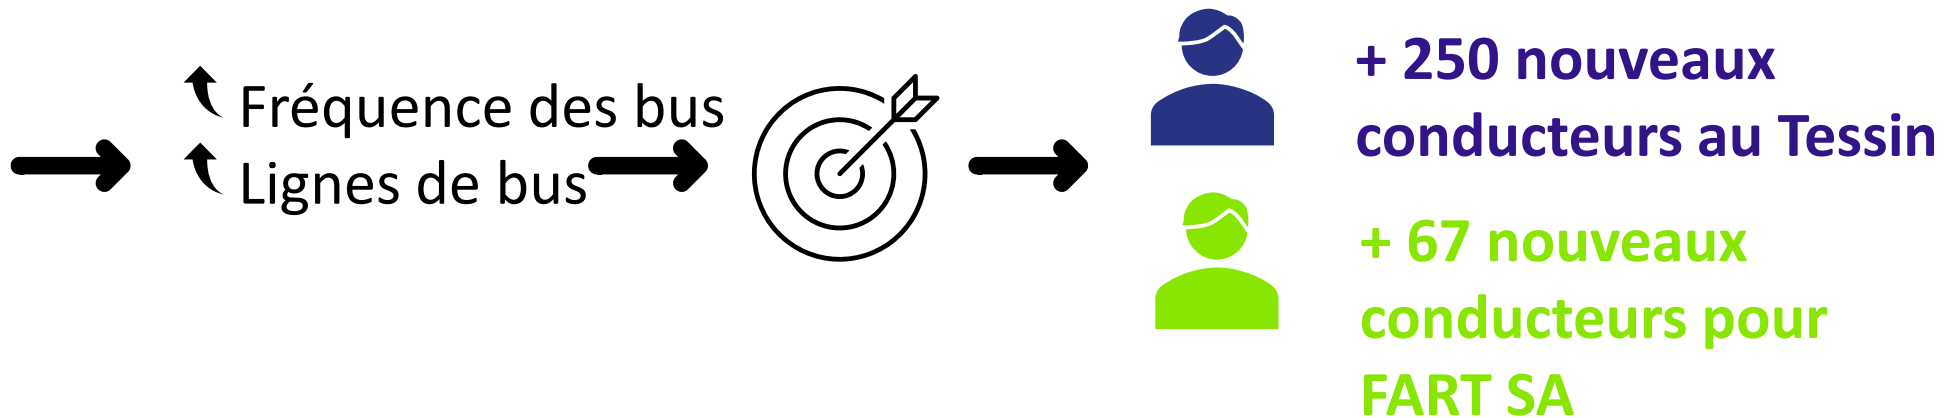 Fréquence des bus
Lignes de bus
+ 250 nouveaux
conducteurs au Tessin
+ 67 nouveaux
conducteurs pour
FART SA